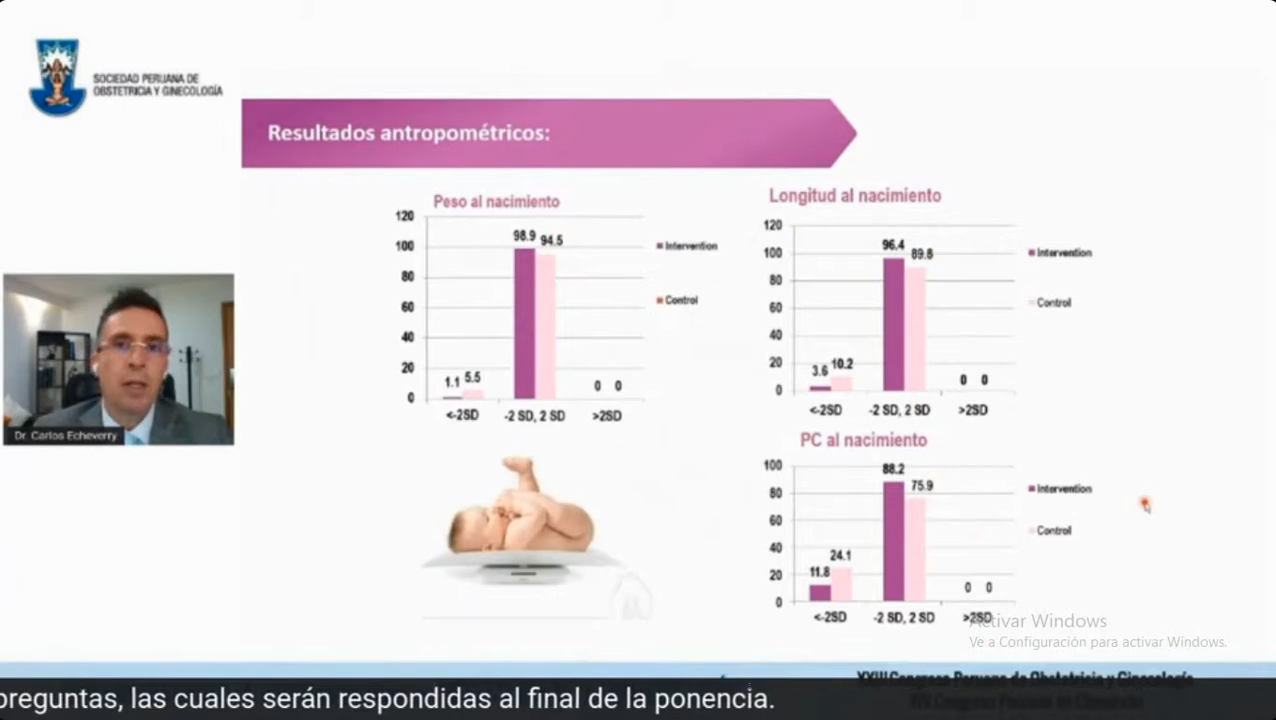 SOCIEDAD PERUANA DE
OBSTETRICIA Y GINECOLOGÍA
Resultados antropométricos:
Peso al nacimiento
120
100
80
60
40
20
0
98.9 94.5
1.1 5.5
0 0
<-2SD -2 SD, 2 SD >2SD
Intervention
Control
Longitud al nacimiento
120
100
80
60
40
20
0
96.4
89.8
3.6 10.2
0 0
<-2SD -2 SD, 2 SD >2SD
Intervention
Control
PC al nacimiento
100
80
60
40
20
0
88.2
75.9
24.1
11.8
0 0
<-2SD -2 SD, 2 SD >2SD
Intervention
Control
Dr. Carlos Echeverry
Activar Windows
Ve a Configuración para activar Windows.
XXIII Congreso Peruano de Obstetricia y Ginecología
preguntas, las cuales serán respondidas al final de la ponencia.